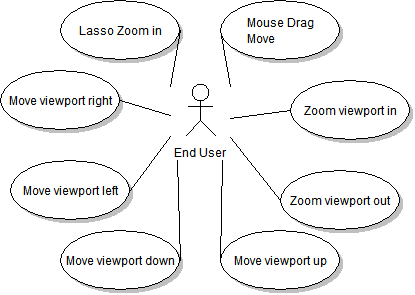 Lasso Zoom in
Mouse Drag
Move
Move viewport right
Zoom viewport in
End User
Move viewport left
Zoom viewport out
Move viewport down
Move viewport up